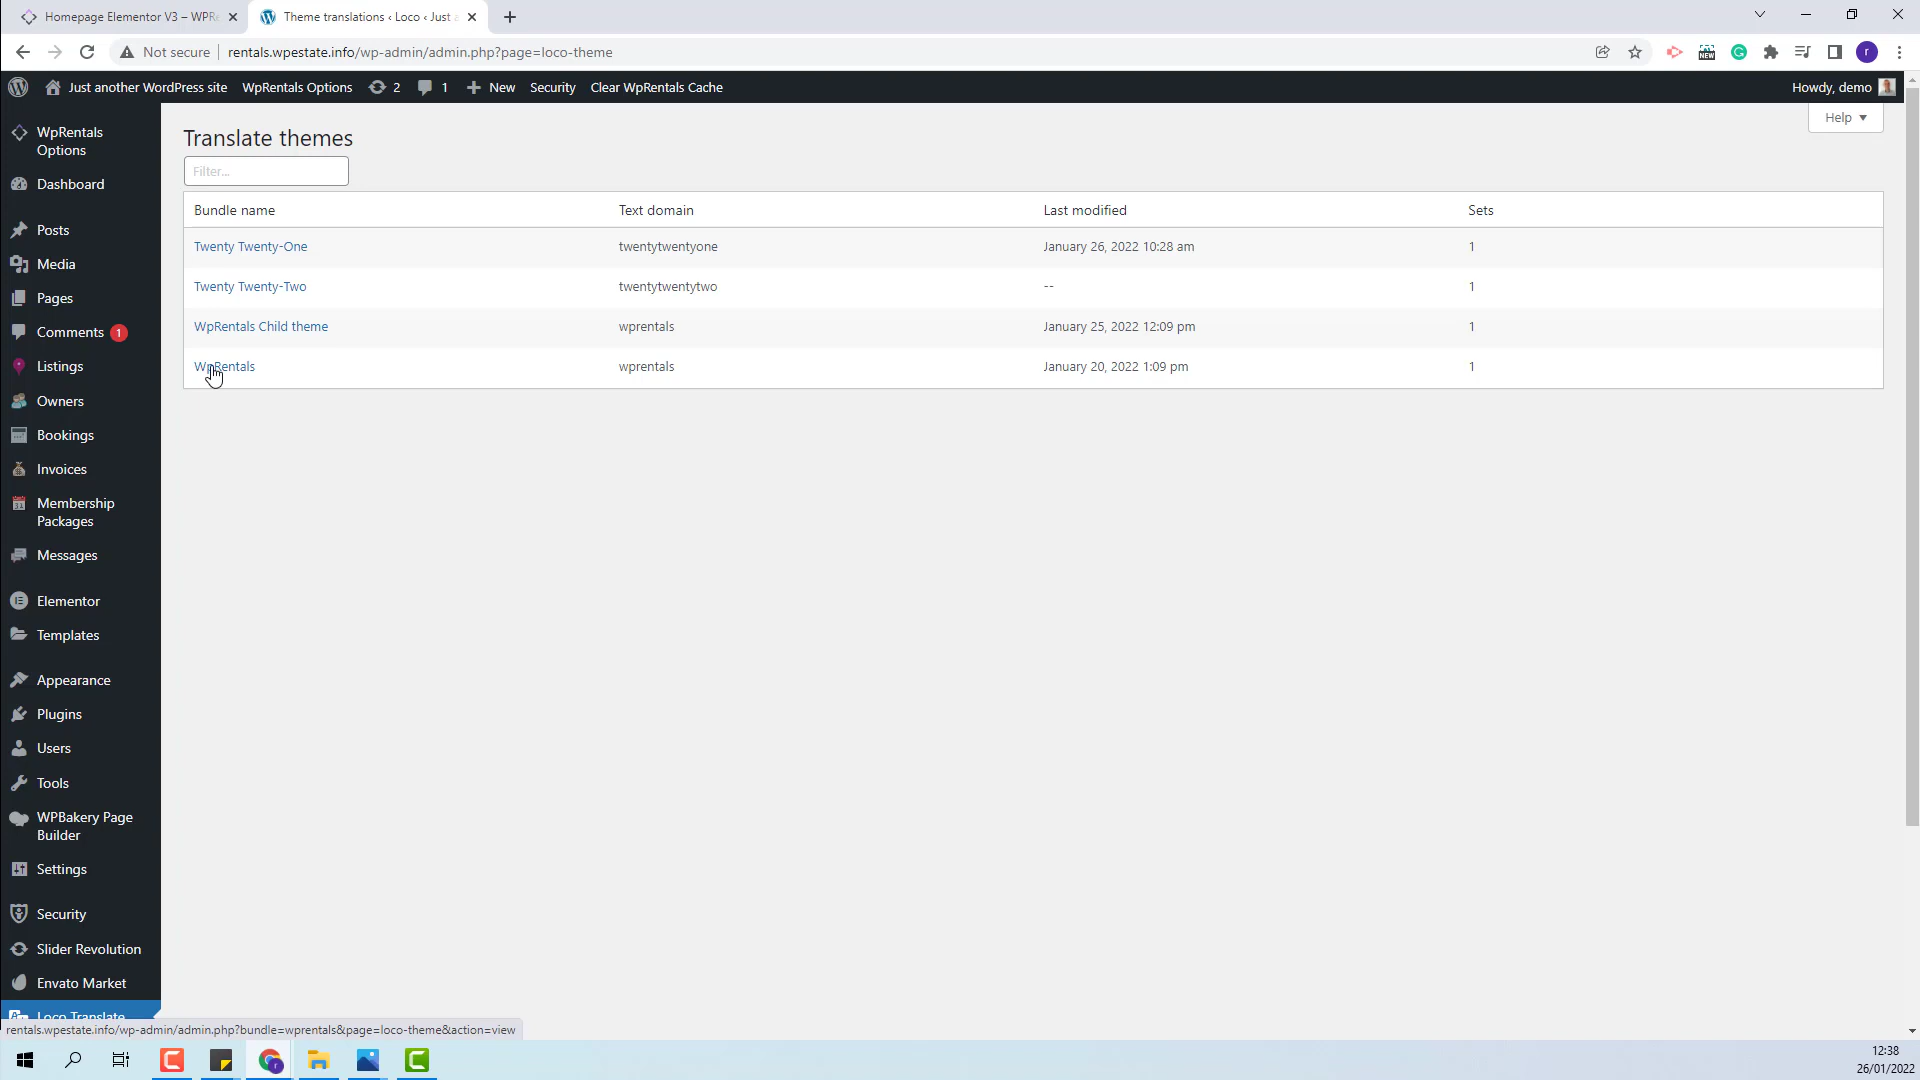 Homepage Elementor V3 – WPRe
Theme translations ‹ Loco ‹ Just a
Not secure
rentals.wpestate.info/wp-admin/admin.php?page=loco-theme
NEW
r
Just another WordPress site
WpRentals Options
2
1
New
Security
Clear WpRentals Cache
Howdy, demo
Help
WpRentals
Options
Dashboard
Posts
Media
Pages
Comments 1
Listings
Owners
Bookings
Invoices
Membership
Packages
Messages
Elementor
Templates
Appearance
Plugins
Users
Tools
WPBakery Page
Builder
Settings
Security
Slider Revolution
Envato Market
Loco Translate
Translate themes
Filter...
Bundle name Text domain Last modified Sets
Twenty Twenty-One twentytwentyone January 26, 2022 10:28 am 1
Twenty Twenty-Two twentytwentytwo -- 1
WpRentals Child theme wprentals January 25, 2022 12:09 pm 1
WpRentals wprentals January 20, 2022 1:09 pm 1
rentals.wpestate.info/wp-admin/admin.php?bundle=wprentals&page=loco-theme&action=view
12:38
26/01/2022